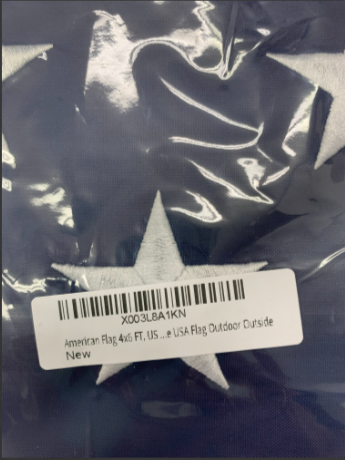 X003L8A1KN
American Flag 4x6 FT, US ...e USA Flag Outdoor Outside
New